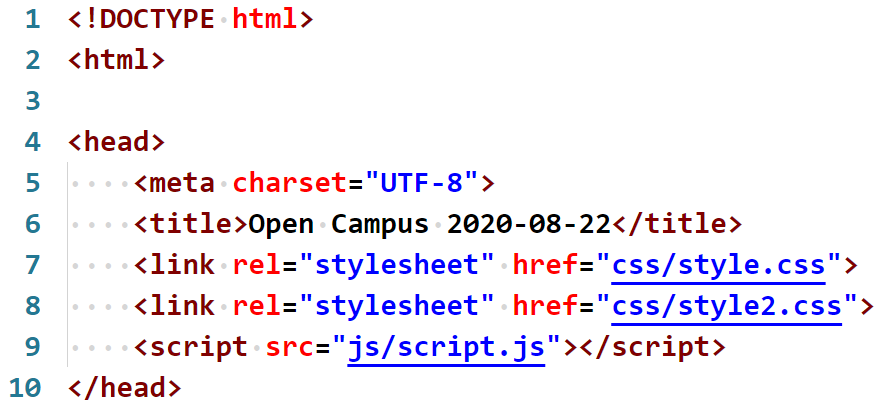 1 <!DOCTYPE html>
2 <html>
3
4 <head>
5     <meta charset="UTF-8">
6     <title>Open Campus 2020-08-22</title>
7     <link rel="stylesheet" href="css/style.css">
8     <link rel="stylesheet" href="css/style2.css">
9     <script src="js/script.js"></script>
10 </head>